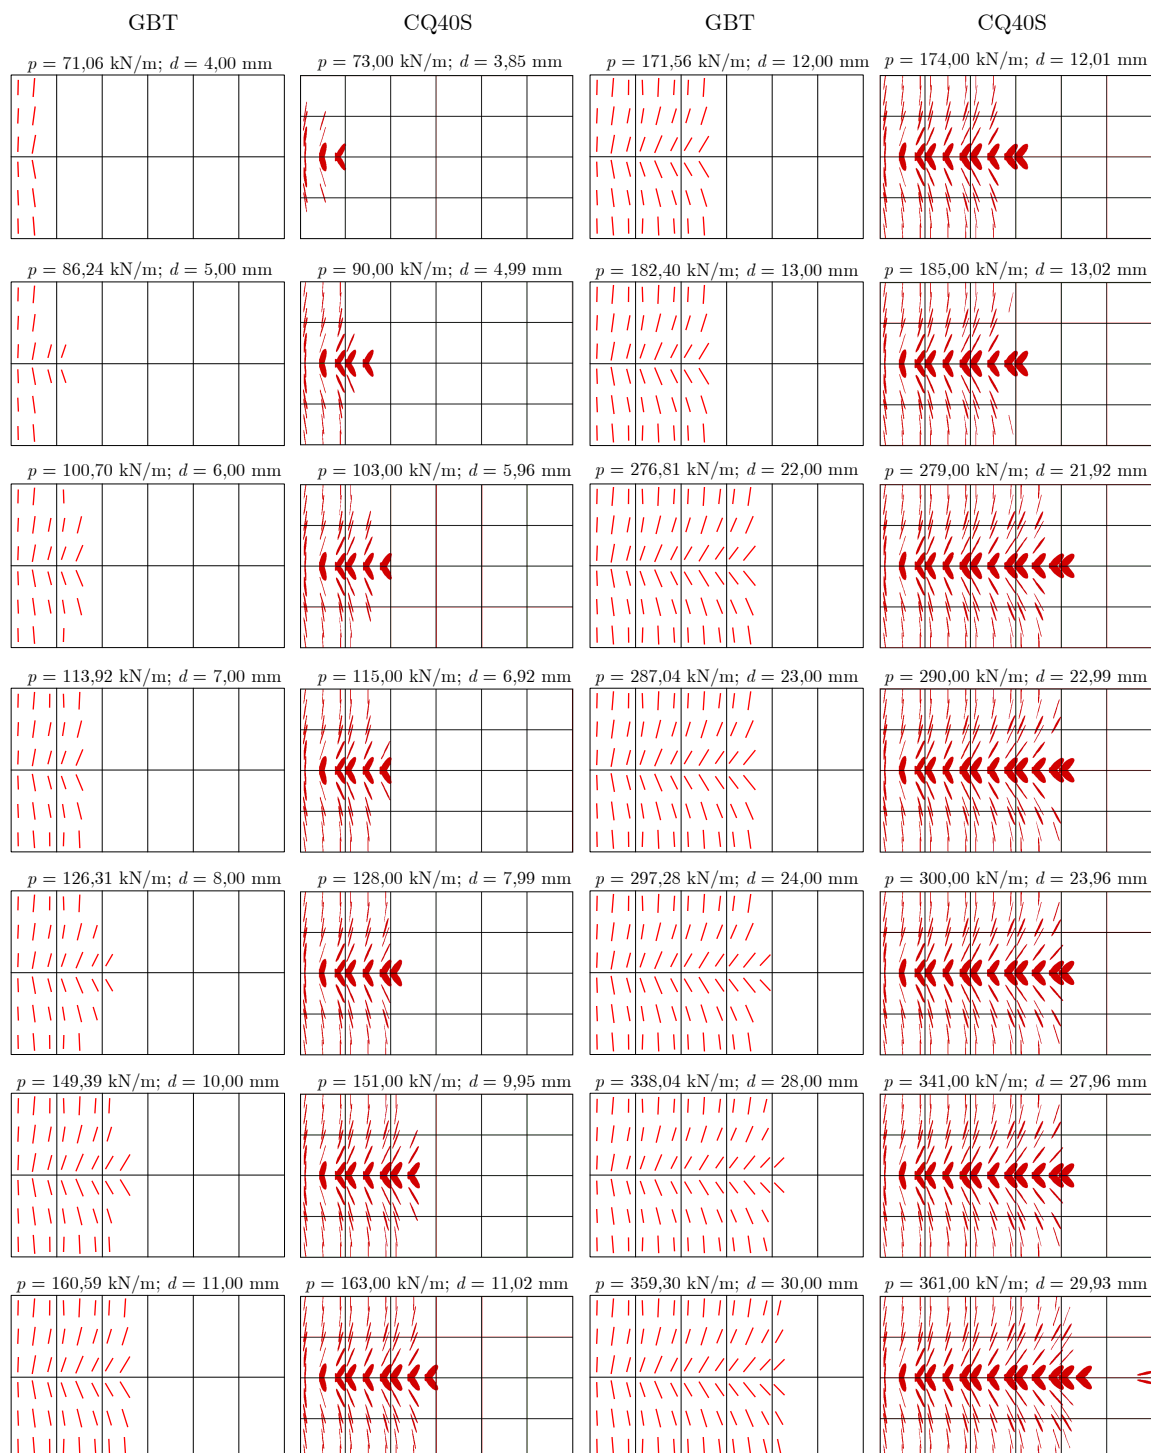 GBT CQ40S GBT CQ40S
p = 71,06 kN/m; d = 4,00 mm p = 73,00 kN/m; d = 3,85 mm p = 171,56 kN/m; d = 12,00 mm p = 174,00 kN/m; d = 12,01 mm
p = 86,24 kN/m; d = 5,00 mm p = 90,00 kN/m; d = 4,99 mm p = 182,40 kN/m; d = 13,00 mm p = 185,00 kN/m; d = 13,02 mm
p = 100,70 kN/m; d = 6,00 mm p = 103,00 kN/m; d = 5,96 mm p = 276,81 kN/m; d = 22,00 mm p = 279,00 kN/m; d = 21,92 mm
p = 113,92 kN/m; d = 7,00 mm p = 115,00 kN/m; d = 6,92 mm p = 287,04 kN/m; d = 23,00 mm p = 290,00 kN/m; d = 22,99 mm
p = 126,31 kN/m; d = 8,00 mm p = 128,00 kN/m; d = 7,99 mm p = 297,28 kN/m; d = 24,00 mm p = 300,00 kN/m; d = 23,96 mm
p = 149,39 kN/m; d = 10,00 mm p = 151,00 kN/m; d = 9,95 mm p = 338,04 kN/m; d = 28,00 mm p = 341,00 kN/m; d = 27,96 mm
p = 160,59 kN/m; d = 11,00 mm p = 163,00 kN/m; d = 11,02 mm p = 359,30 kN/m; d = 30,00 mm p = 361,00 kN/m; d = 29,93 mm